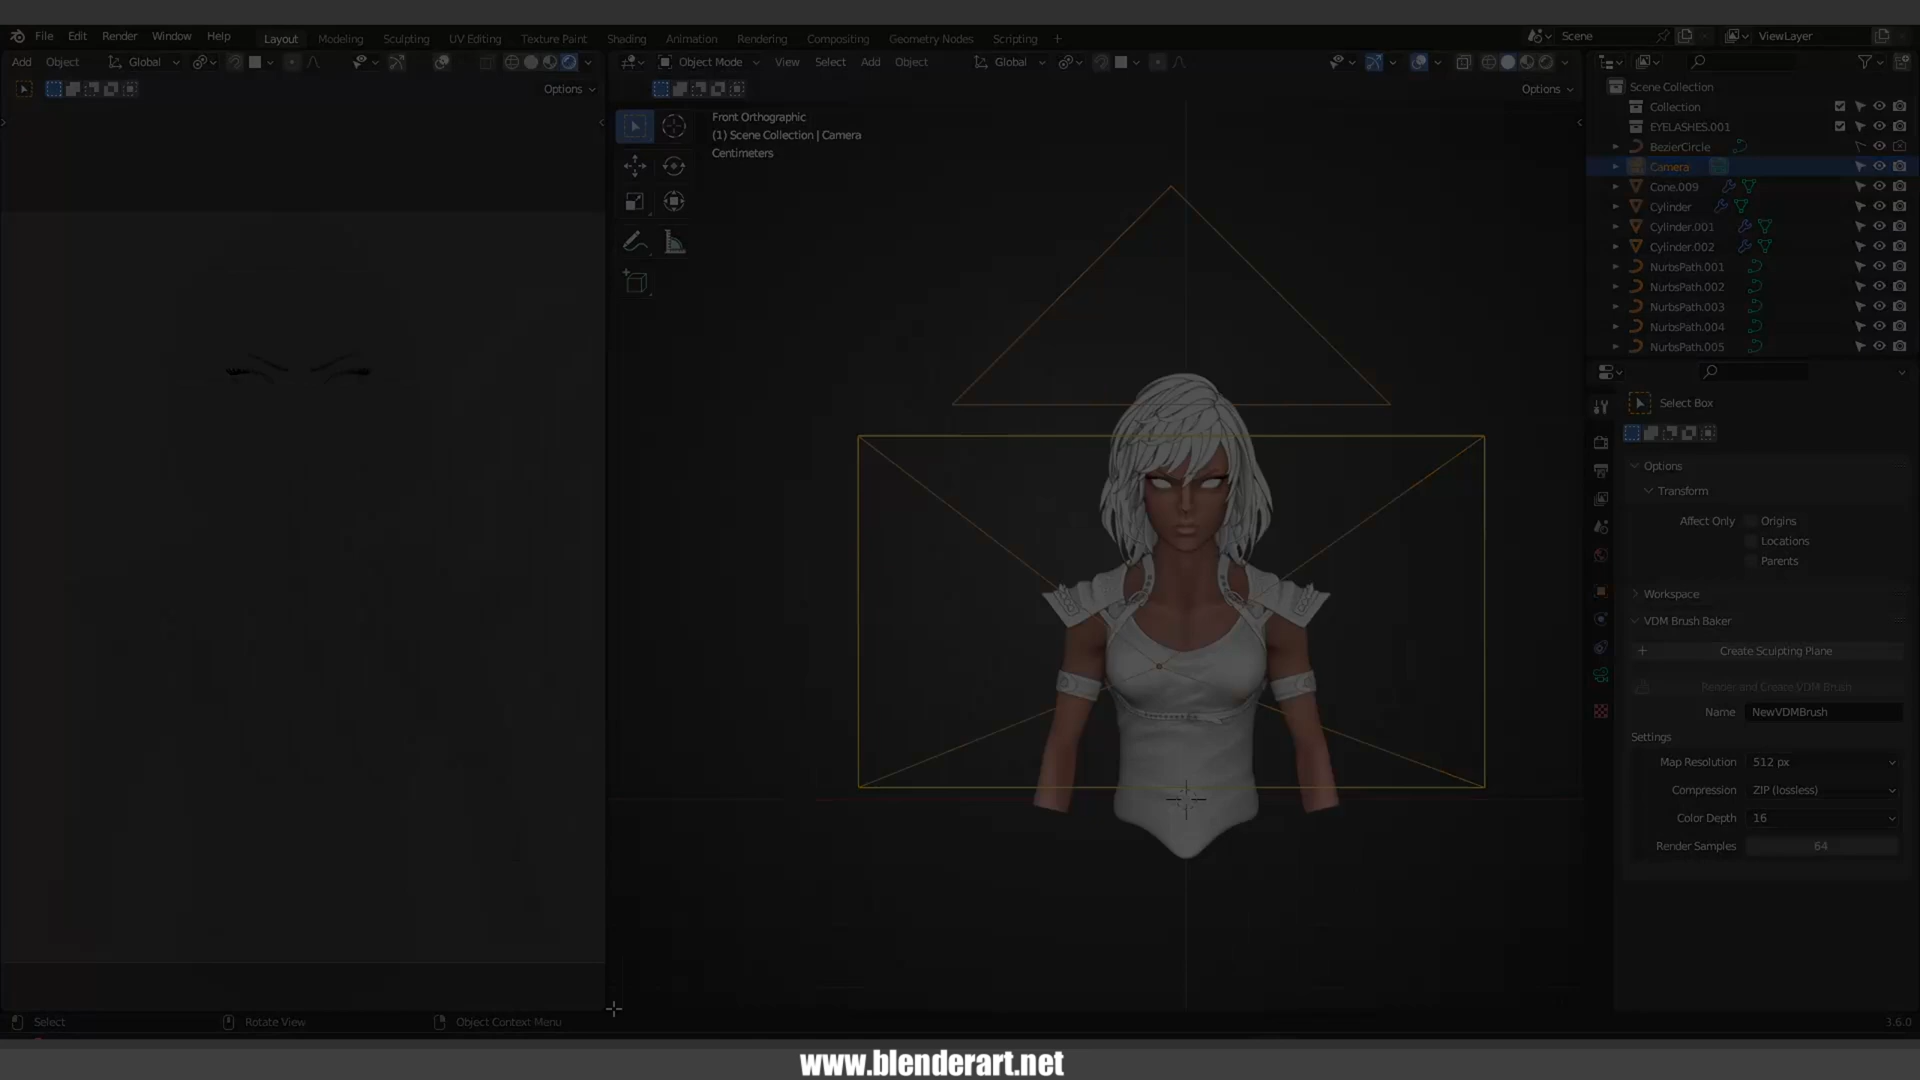 File Edit Render Window Help Layout Modeling Sculpting UV Editing Texture Paint Shading Animation Rendering Compositing Geometry Nodes Scripting + Scene ViewLayer
Add Object Global Object Mode View Select Add Object Global
Options Options
Front Orthographic
(1) Scene Collection | Camera
Centimeters
Scene Collection
Collection
EYELASHES.001
BezierCircle
Camera
Cone.009
Cylinder
Cylinder.001
Cylinder.002
NurbsPath.001
NurbsPath.002
NurbsPath.003
NurbsPath.004
NurbsPath.005
Select Box
Options
Transform
Affect Only Origins
Locations
Parents
Workspace
VDM Brush Baker
Create Sculpting Plane
Render and Create VDM Brush
Name NewVDMBrush
Settings
Map Resolution 512 px
Compression ZIP (lossless)
Color Depth 16
Render Samples 64
Select Rotate View Object Context Menu 3.6.0
www.blenderart.net